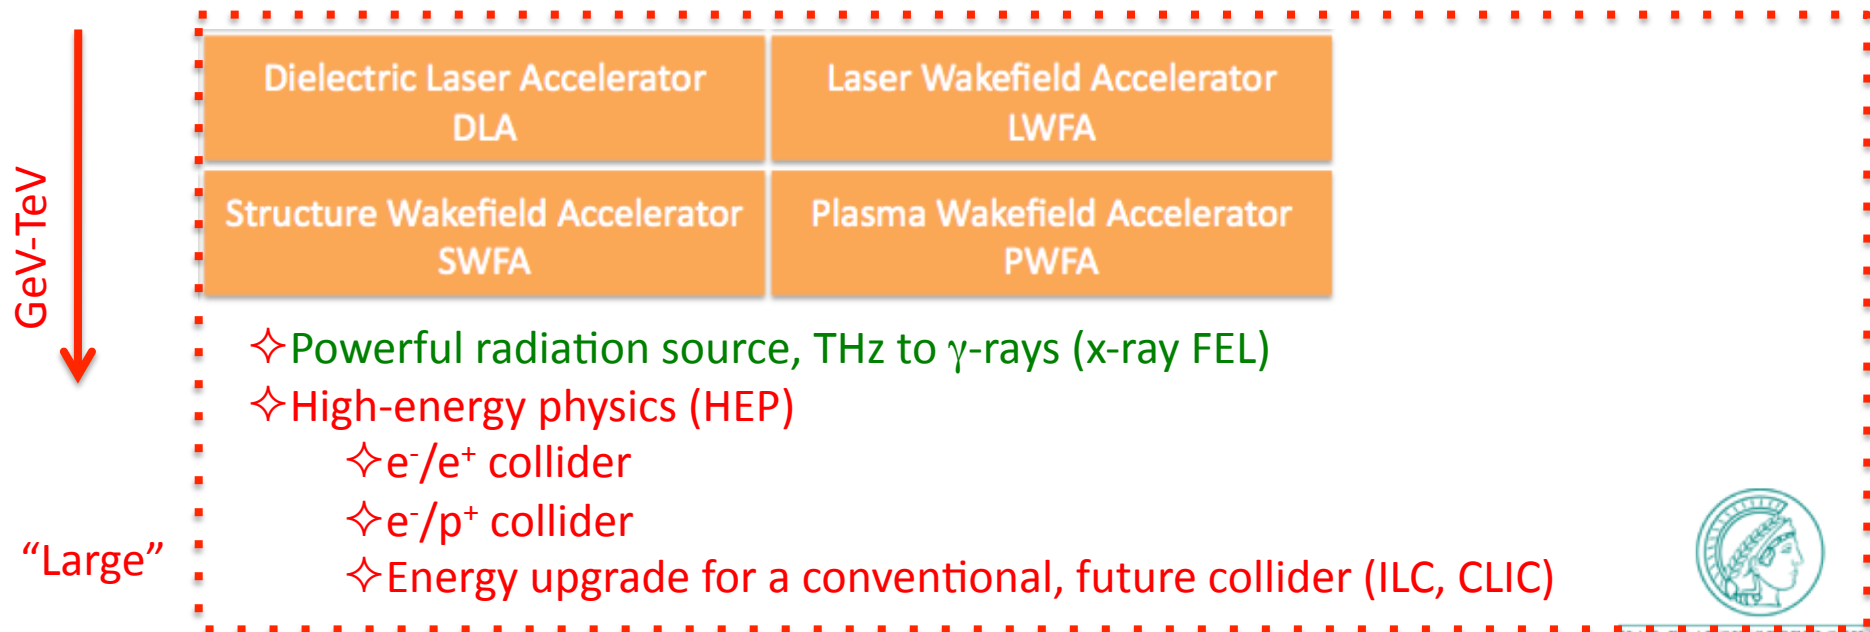 Dielectric Laser Accelerator
DLA
Laser Wakefield Accelerator
LWFA
Structure Wakefield Accelerator
SWFA
Plasma Wakefield Accelerator
PWFA
GeV-TeV
✧Powerful radiation source, THz to γ-rays (x-ray FEL)
✧High-energy physics (HEP)
✧e⁻/e⁺ collider
✧e⁻/p⁺ collider
“Large”
✧Energy upgrade for a conventional, future collider (ILC, CLIC)